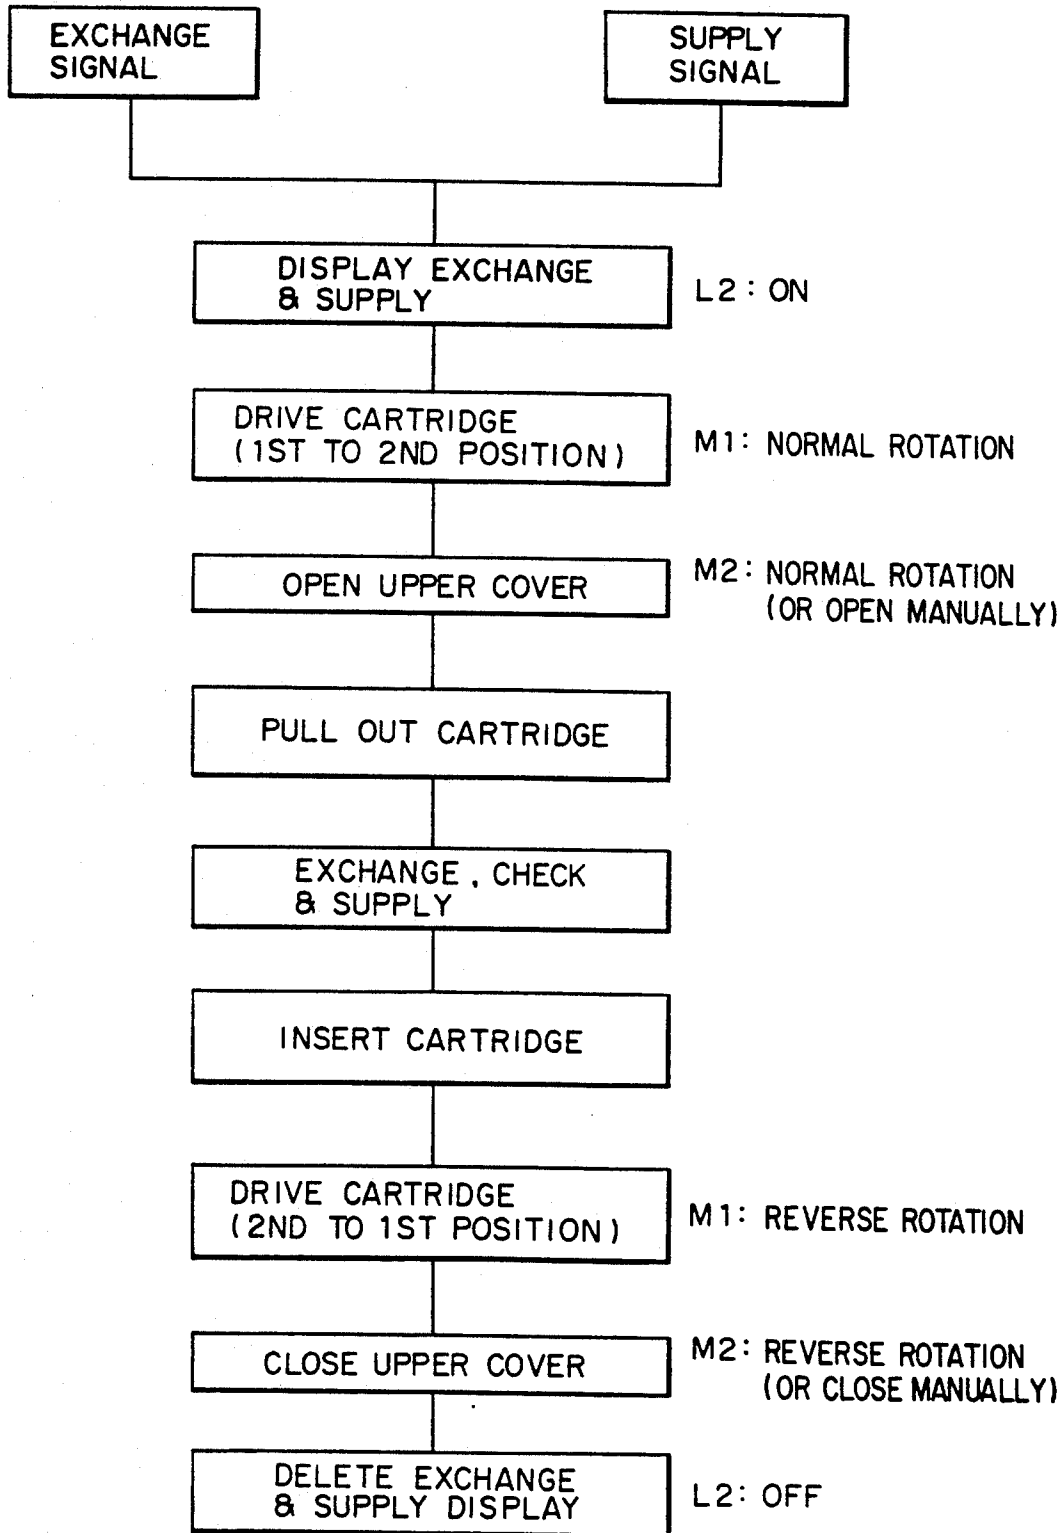 EXCHANGE
SIGNAL
SUPPLY
SIGNAL
DISPLAY EXCHANGE
& SUPPLY
L2: ON
DRIVE CARTRIDGE
(1ST TO 2ND POSITION)
M1: NORMAL ROTATION
OPEN UPPER COVER
M2: NORMAL ROTATION
(OR OPEN MANUALLY)
PULL OUT CARTRIDGE
EXCHANGE, CHECK
& SUPPLY
INSERT CARTRIDGE
DRIVE CARTRIDGE
(2ND TO 1ST POSITION)
M1: REVERSE ROTATION
CLOSE UPPER COVER
M2: REVERSE ROTATION
(OR CLOSE MANUALLY)
DELETE EXCHANGE
& SUPPLY DISPLAY
L2: OFF